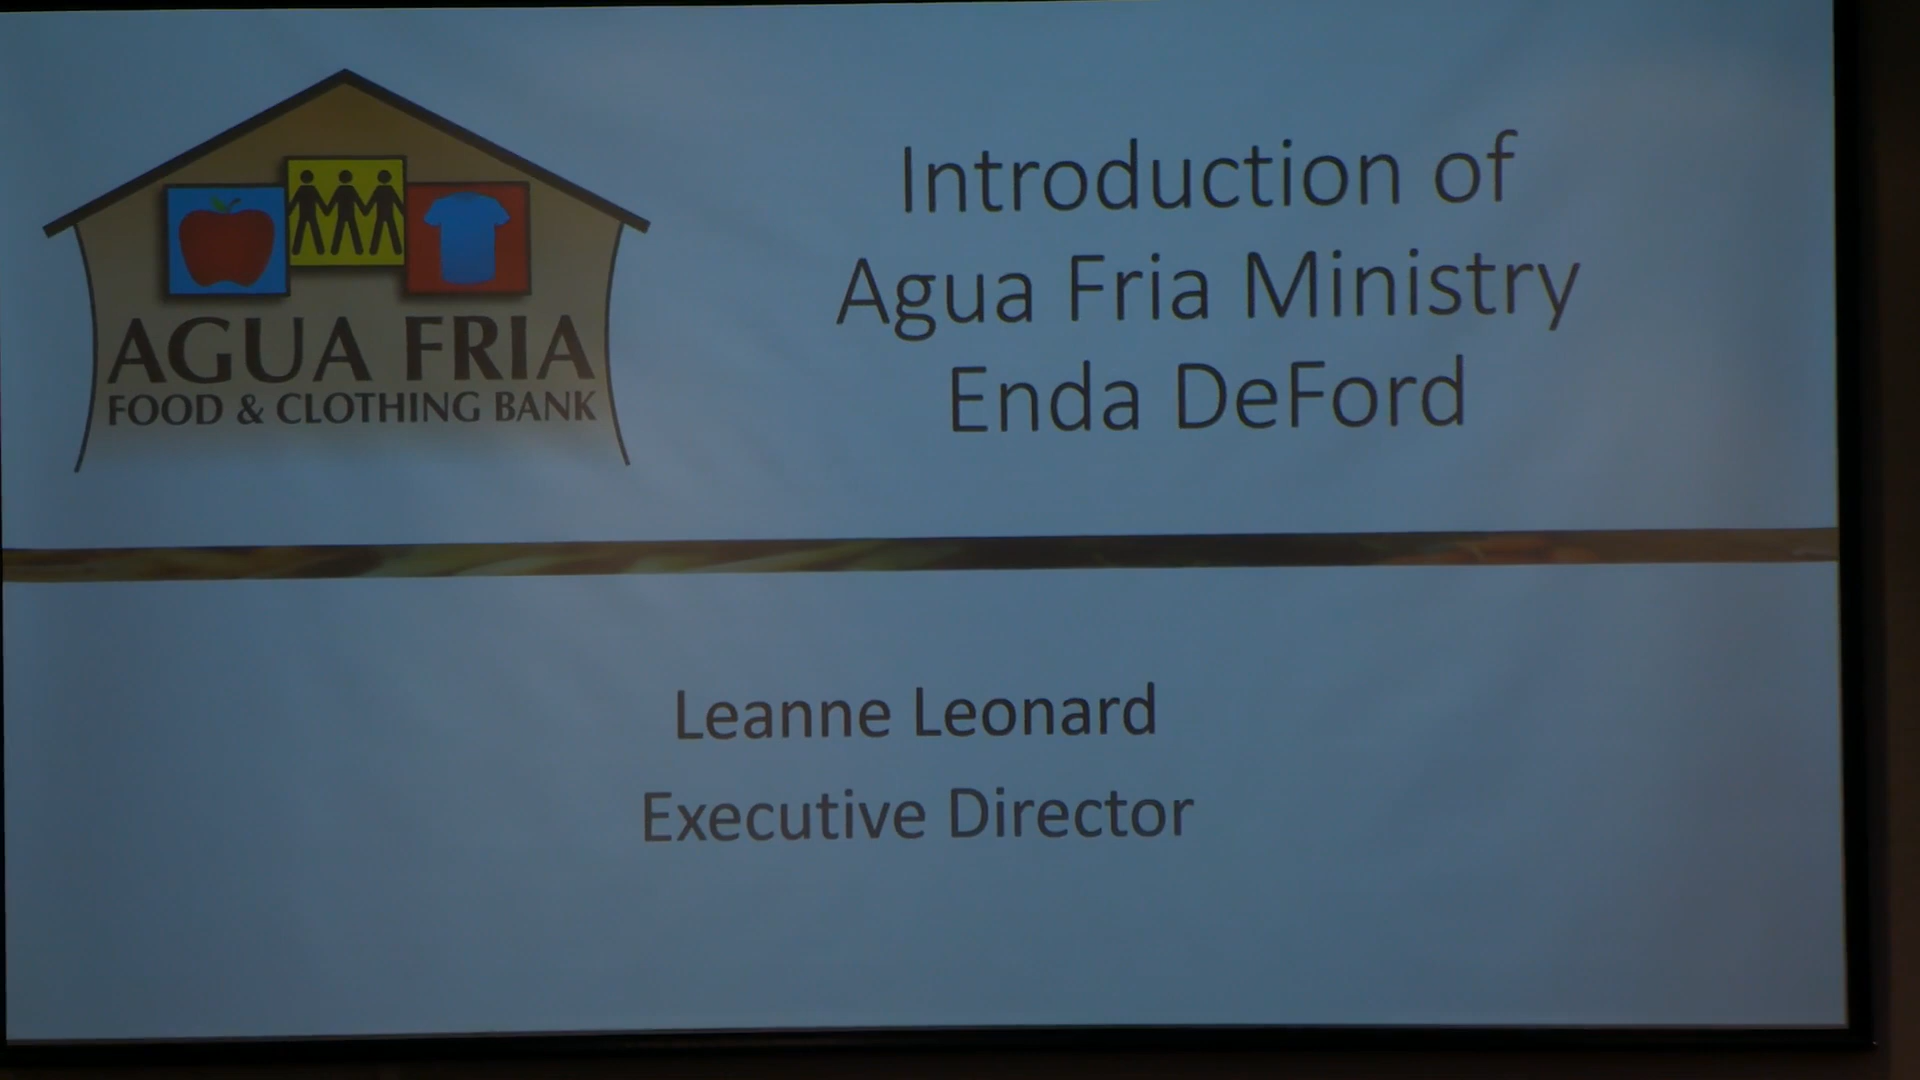 AGUA FRIA
FOOD & CLOTHING BANK
Introduction of
Agua Fria Ministry
Enda DeFord
Leanne Leonard
Executive Director